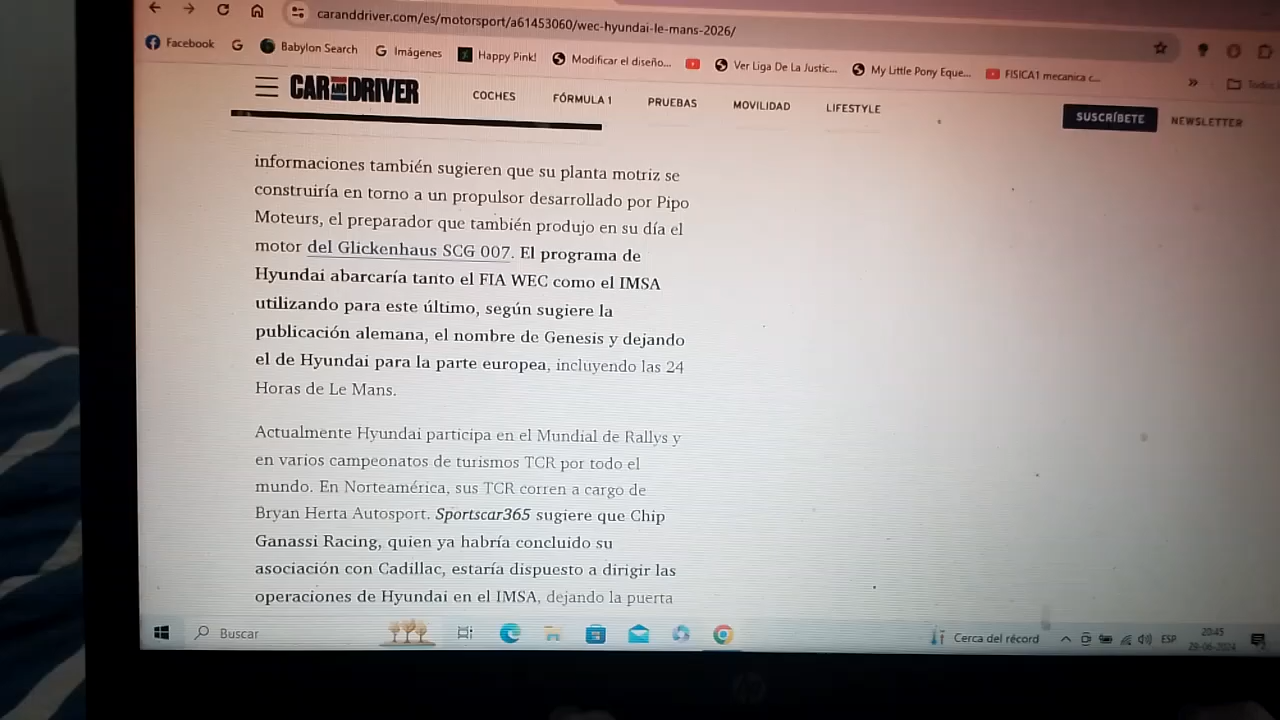 caranddriver.com/es/motorsport/a61453060/wec-hyundai-le-mans-2026/
Facebook G Babylon Search G Imágenes Happy Pink! Modificar el diseño... Ver Liga De La Justic... My Little Pony Eque... FISICA1 mecanica c... »
CAR AND DRIVER COCHES FÓRMULA 1 PRUEBAS MOVILIDAD LIFESTYLE SUSCRÍBETE NEWSLETTER
informaciones también sugieren que su planta motriz se
construiría en torno a un propulsor desarrollado por Pipo
Moteurs, el preparador que también produjo en su día el
motor del Glickenhaus SCG 007. El programa de
Hyundai abarcaría tanto el FIA WEC como el IMSA
utilizando para este último, según sugiere la
publicación alemana, el nombre de Genesis y dejando
el de Hyundai para la parte europea, incluyendo las 24
Horas de Le Mans.
Actualmente Hyundai participa en el Mundial de Rallys y
en varios campeonatos de turismos TCR por todo el
mundo. En Norteamérica, sus TCR corren a cargo de
Bryan Herta Autosport. Sportscar365 sugiere que Chip
Ganassi Racing, quien ya habría concluido su
asociación con Cadillac, estaría dispuesto a dirigir las
operaciones de Hyundai en el IMSA, dejando la puerta
Buscar Cerca del récord ESP 20:45
29-06-2024
hp